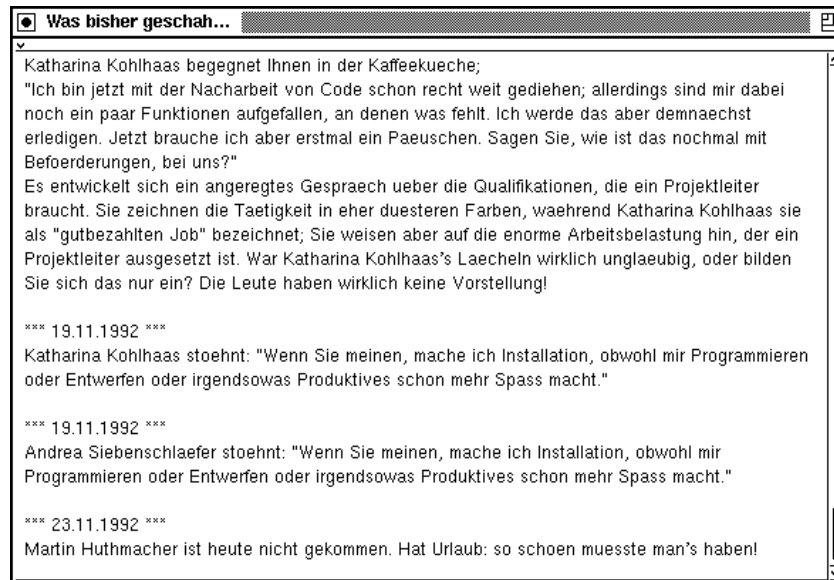 Was bisher geschah...
Katharina Kohlhaas begegnet Ihnen in der Kaffeekueche;
"Ich bin jetzt mit der Nacharbeit von Code schon recht weit gediehen; allerdings sind mir dabei
noch ein paar Funktionen aufgefallen, an denen was fehlt. Ich werde das aber demnaechst
erledigen. Jetzt brauche ich aber erstmal ein Paeuschen. Sagen Sie, wie ist das nochmal mit
Befoerderungen, bei uns?"
Es entwickelt sich ein angeregtes Gespraech ueber die Qualifikationen, die ein Projektleiter
braucht. Sie zeichnen die Taetigkeit in eher duesteren Farben, waehrend Katharina Kohlhaas sie
als "gutbezahlten Job" bezeichnet; Sie weisen aber auf die enorme Arbeitsbelastung hin, der ein
Projektleiter ausgesetzt ist. War Katharina Kohlhaas's Laecheln wirklich unglaeubig, oder bilden
Sie sich das nur ein? Die Leute haben wirklich keine Vorstellung!
*** 19.11.1992 ***
Katharina Kohlhaas stoehnt: "Wenn Sie meinen, mache ich Installation, obwohl mir Programmieren
oder Entwerfen oder irgendsowas Produktives schon mehr Spass macht."
*** 19.11.1992 ***
Andrea Siebenschlaefer stoehnt: "Wenn Sie meinen, mache ich Installation, obwohl mir
Programmieren oder Entwerfen oder irgendsowas Produktives schon mehr Spass macht."
*** 23.11.1992 ***
Martin Huthmacher ist heute nicht gekommen. Hat Urlaub: so schoen muesste man's haben!